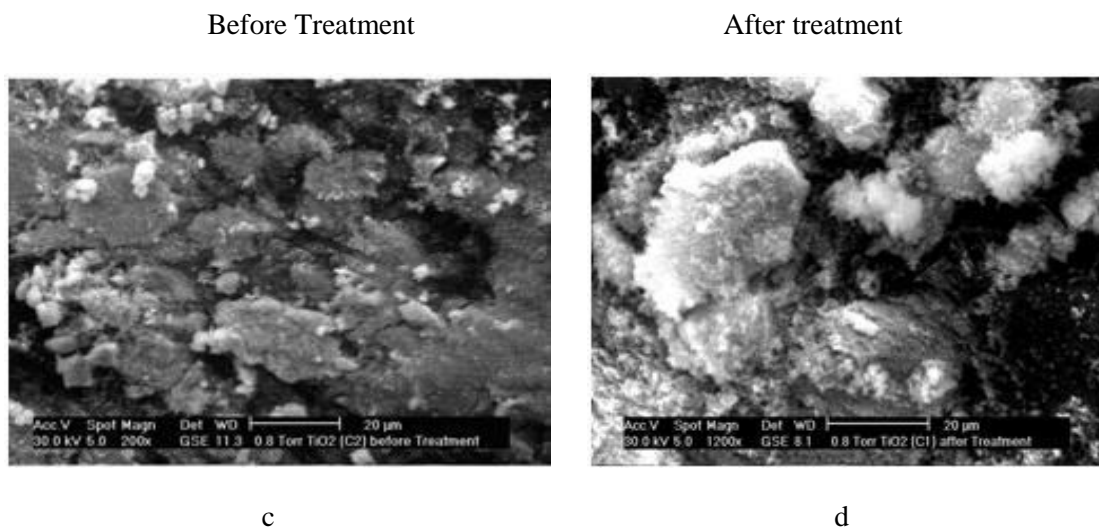 Before Treatment
After treatment
Acc.V Spot Magn Det WD 20 µm
30.0 kV 5.0 200x GSE 11.3 0.8 Torr TiO2 (C2) before Treatment
Acc.V Spot Magn Det WD 20 µm
30.0 kV 5.0 1200x GSE 8.1 0.8 Torr TiO2 (C1) after Treatment
c
d